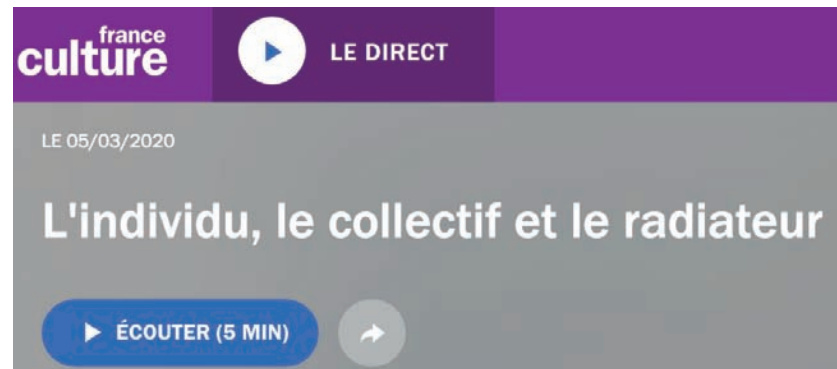 france
culture
LE DIRECT
LE 05/03/2020
L'individu, le collectif et le radiateur
ÉCOUTER (5 MIN)